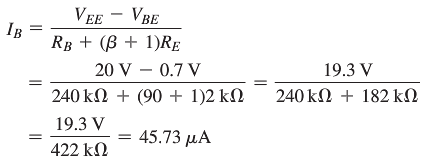 I_B = (V_EE − V_BE) / (R_B + (β + 1)R_E)
= (20 V − 0.7 V) / (240 kΩ + (90 + 1)2 kΩ) = 19.3 V / (240 kΩ + 182 kΩ)
= 19.3 V / 422 kΩ = 45.73 μA